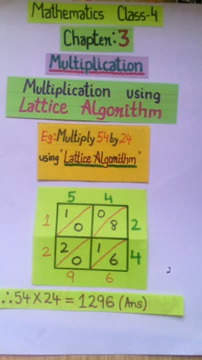 Mathematics Class-4
Chapter:3
Multiplication
Multiplication using
Lattice Algorithm
Eg: Multiply 54 by 24
using "Lattice Algorithm
5 4
1 1 0 0 8 2
2 2 0 1 6 4
9 6
∴54 X 24 = 1296 (Ans)